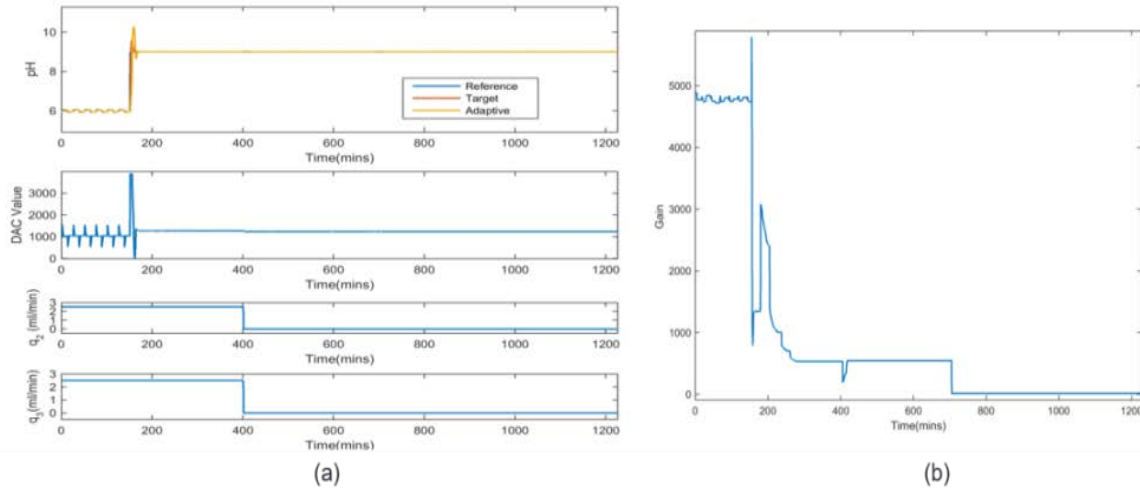 10
8
6
pH
Reference
Target
Adaptive
0 200 400 600 800 1000 1200
Time(mins)
3000
2000
1000
0
DAC Value
0 200 400 600 800 1000 1200
Time(mins)
3
2
1
0
q2 (ml/min)
0 200 400 600 800 1000 1200
Time(mins)
3
2
1
0
q3(ml/min)
0 200 400 600 800 1000 1200
Time(mins)
(a)
5000
4000
3000
2000
1000
0
Gain
0 200 400 600 800 1000 1200
Time(mins)
(b)